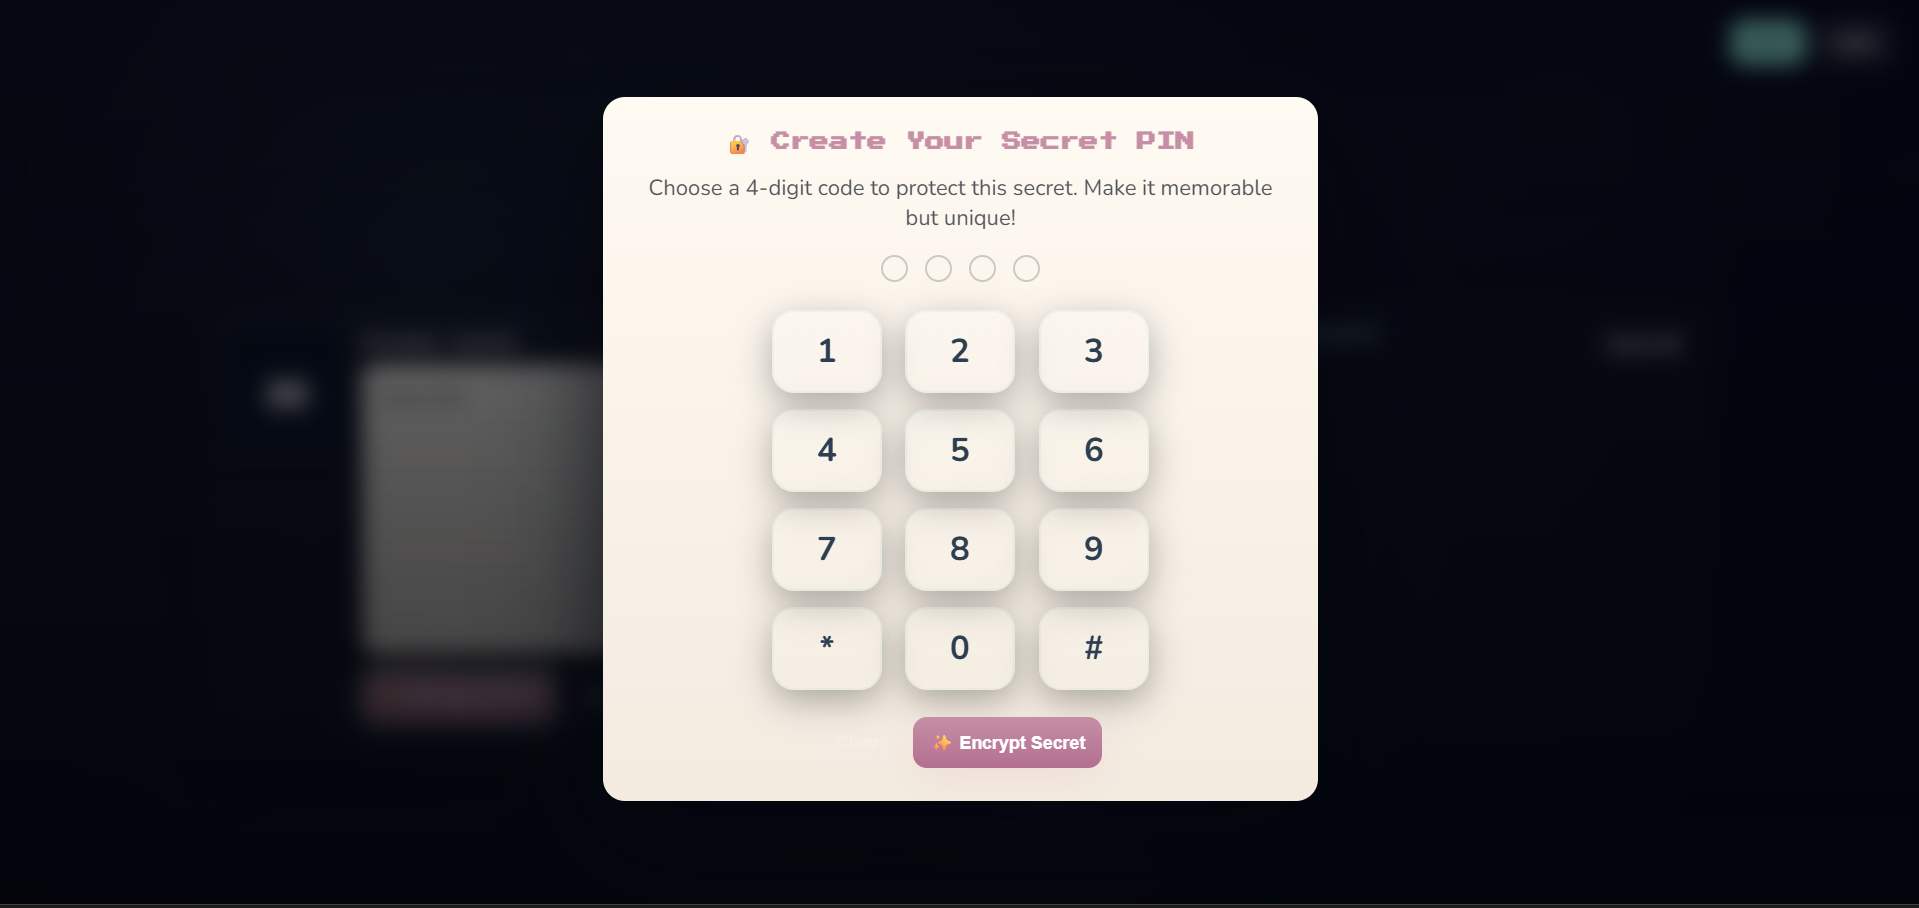 🔐 Create Your Secret PIN
Choose a 4-digit code to protect this secret. Make it memorable
but unique!
1 2 3
4 5 6
7 8 9
* 0 #
Clear ✨ Encrypt Secret